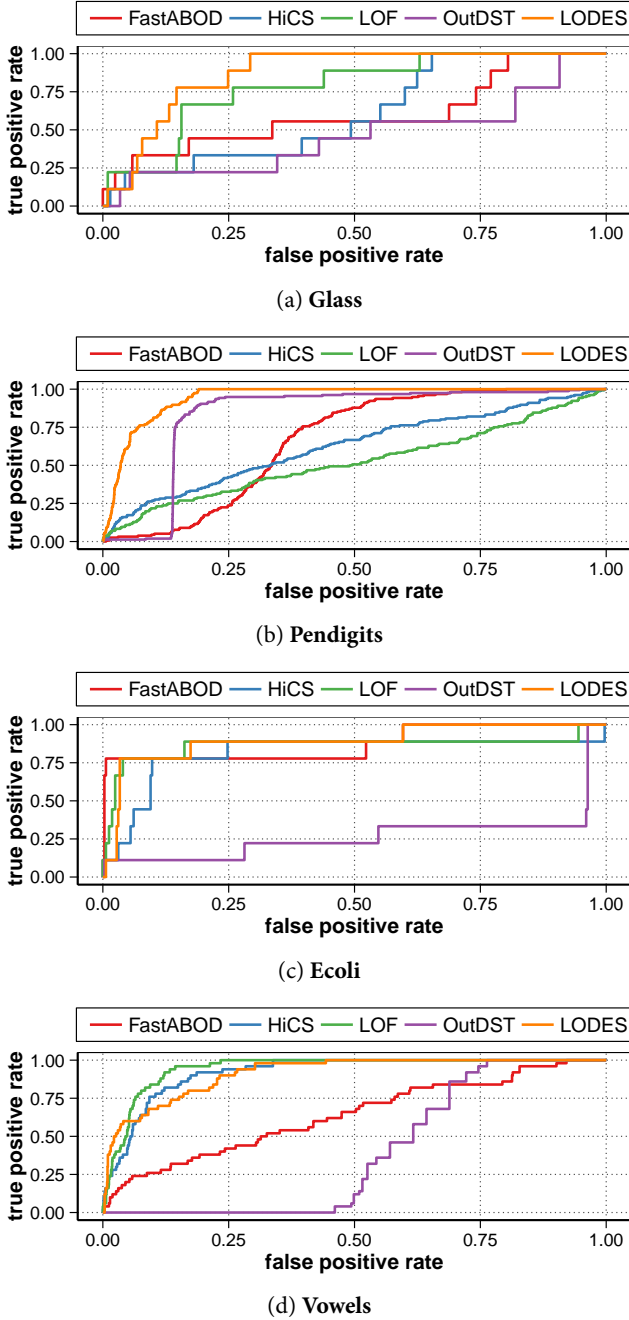 FastABOD HiCS LOF OutDST LODES
1.00
0.75
0.50
0.25
0.00
true positive rate
0.00 0.25 0.50 0.75 1.00
false positive rate
(a) Glass
FastABOD HiCS LOF OutDST LODES
1.00
0.75
0.50
0.25
0.00
true positive rate
0.00 0.25 0.50 0.75 1.00
false positive rate
(b) Pendigits
FastABOD HiCS LOF OutDST LODES
1.00
0.75
0.50
0.25
0.00
true positive rate
0.00 0.25 0.50 0.75 1.00
false positive rate
(c) Ecoli
FastABOD HiCS LOF OutDST LODES
1.00
0.75
0.50
0.25
0.00
true positive rate
0.00 0.25 0.50 0.75 1.00
false positive rate
(d) Vowels